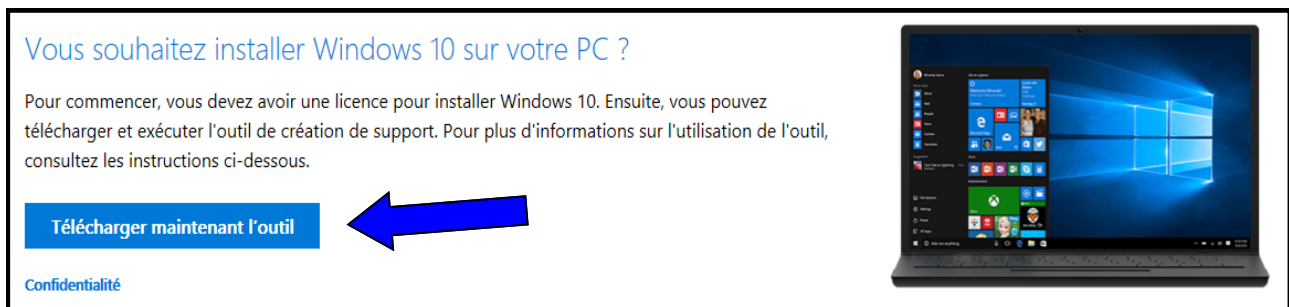 Vous souhaitez installer Windows 10 sur votre PC ?
Pour commencer, vous devez avoir une licence pour installer Windows 10. Ensuite, vous pouvez
télécharger et exécuter l'outil de création de support. Pour plus d'informations sur l'utilisation de l'outil,
consultez les instructions ci-dessous.
Télécharger maintenant l'outil
Confidentialité